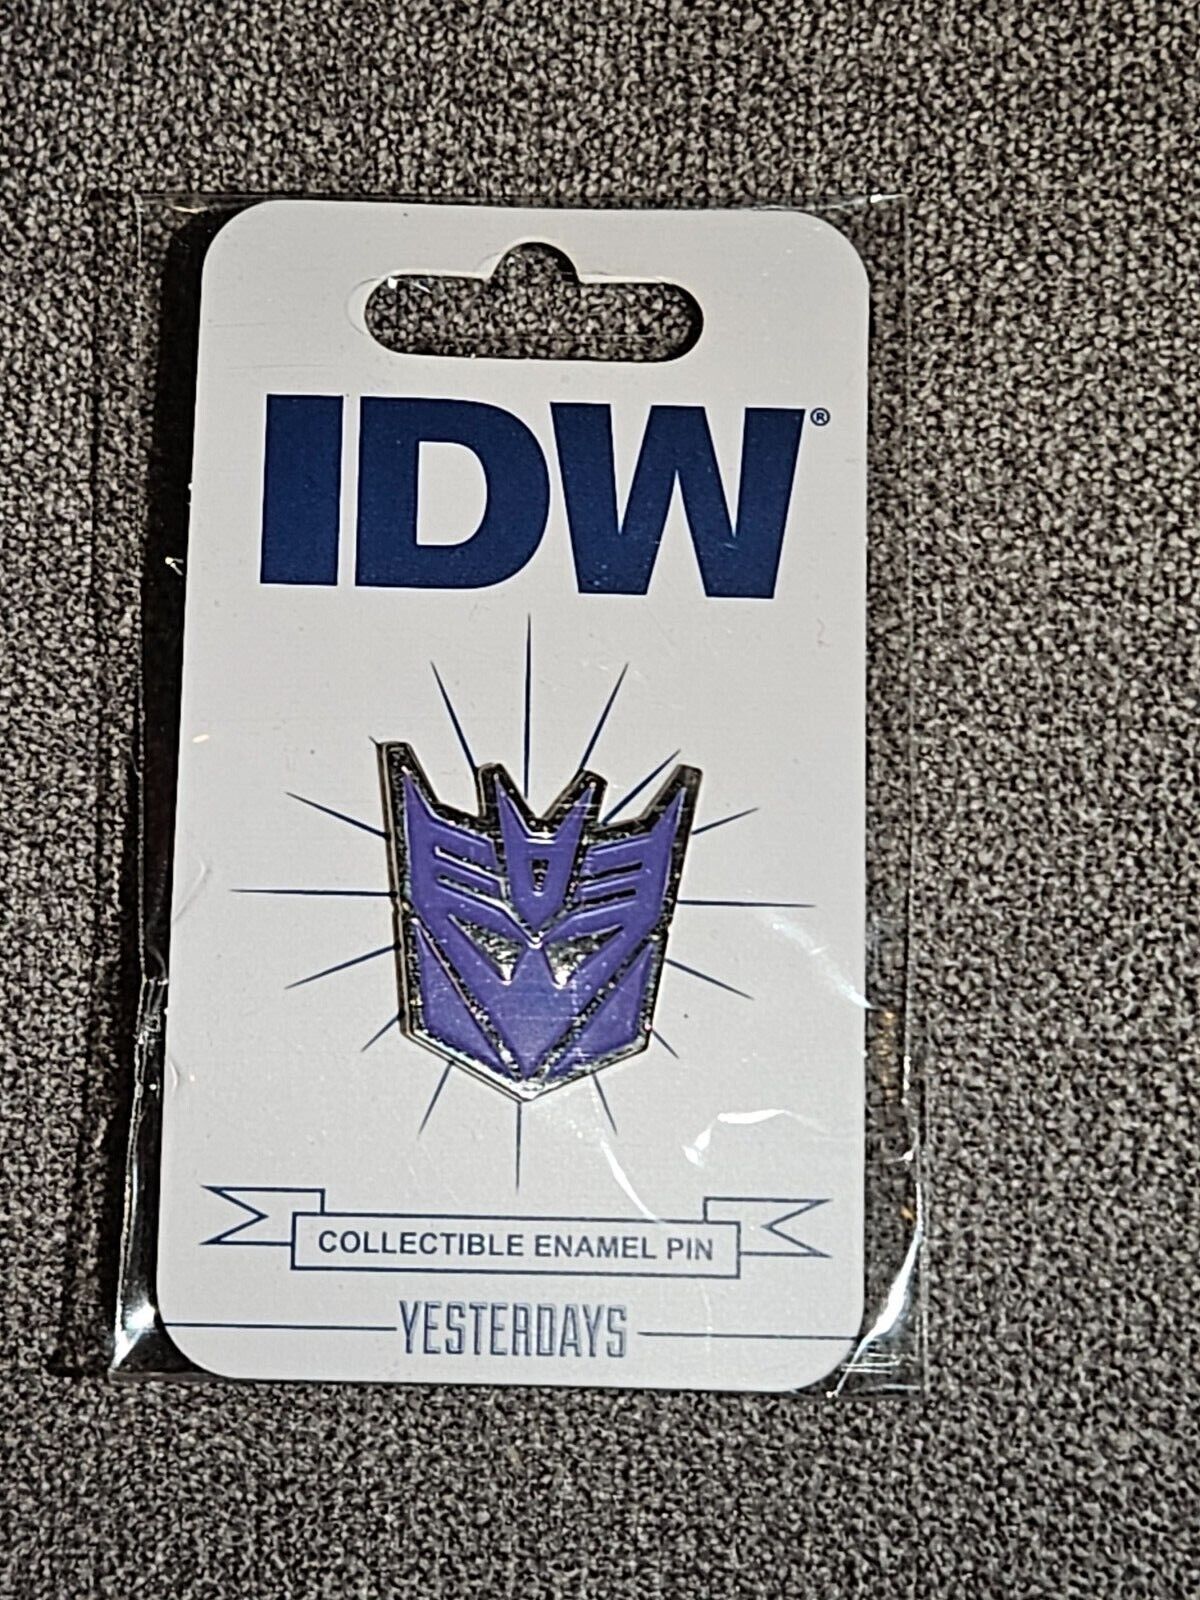 IDW®
COLLECTIBLE ENAMEL PIN
YESTERDAYS